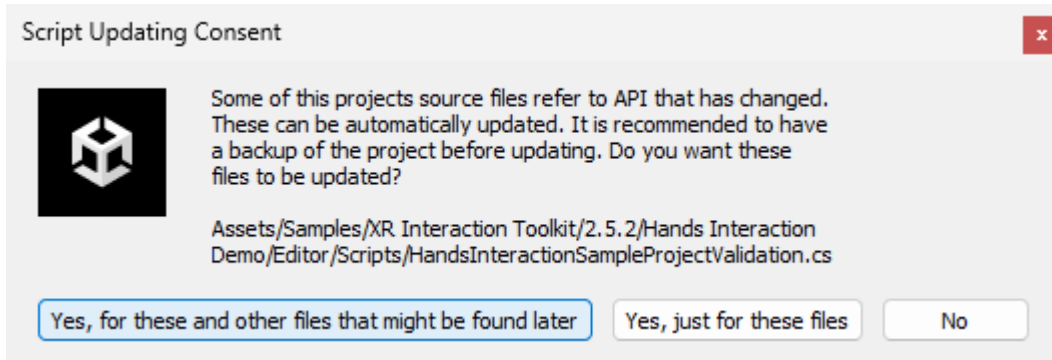 Script Updating Consent
x
Some of this projects source files refer to API that has changed.
These can be automatically updated. It is recommended to have
a backup of the project before updating. Do you want these
files to be updated?
Assets/Samples/XR Interaction Toolkit/2.5.2/Hands Interaction
Demo/Editor/Scripts/HandsInteractionSampleProjectValidation.cs
Yes, for these and other files that might be found later
Yes, just for these files
No